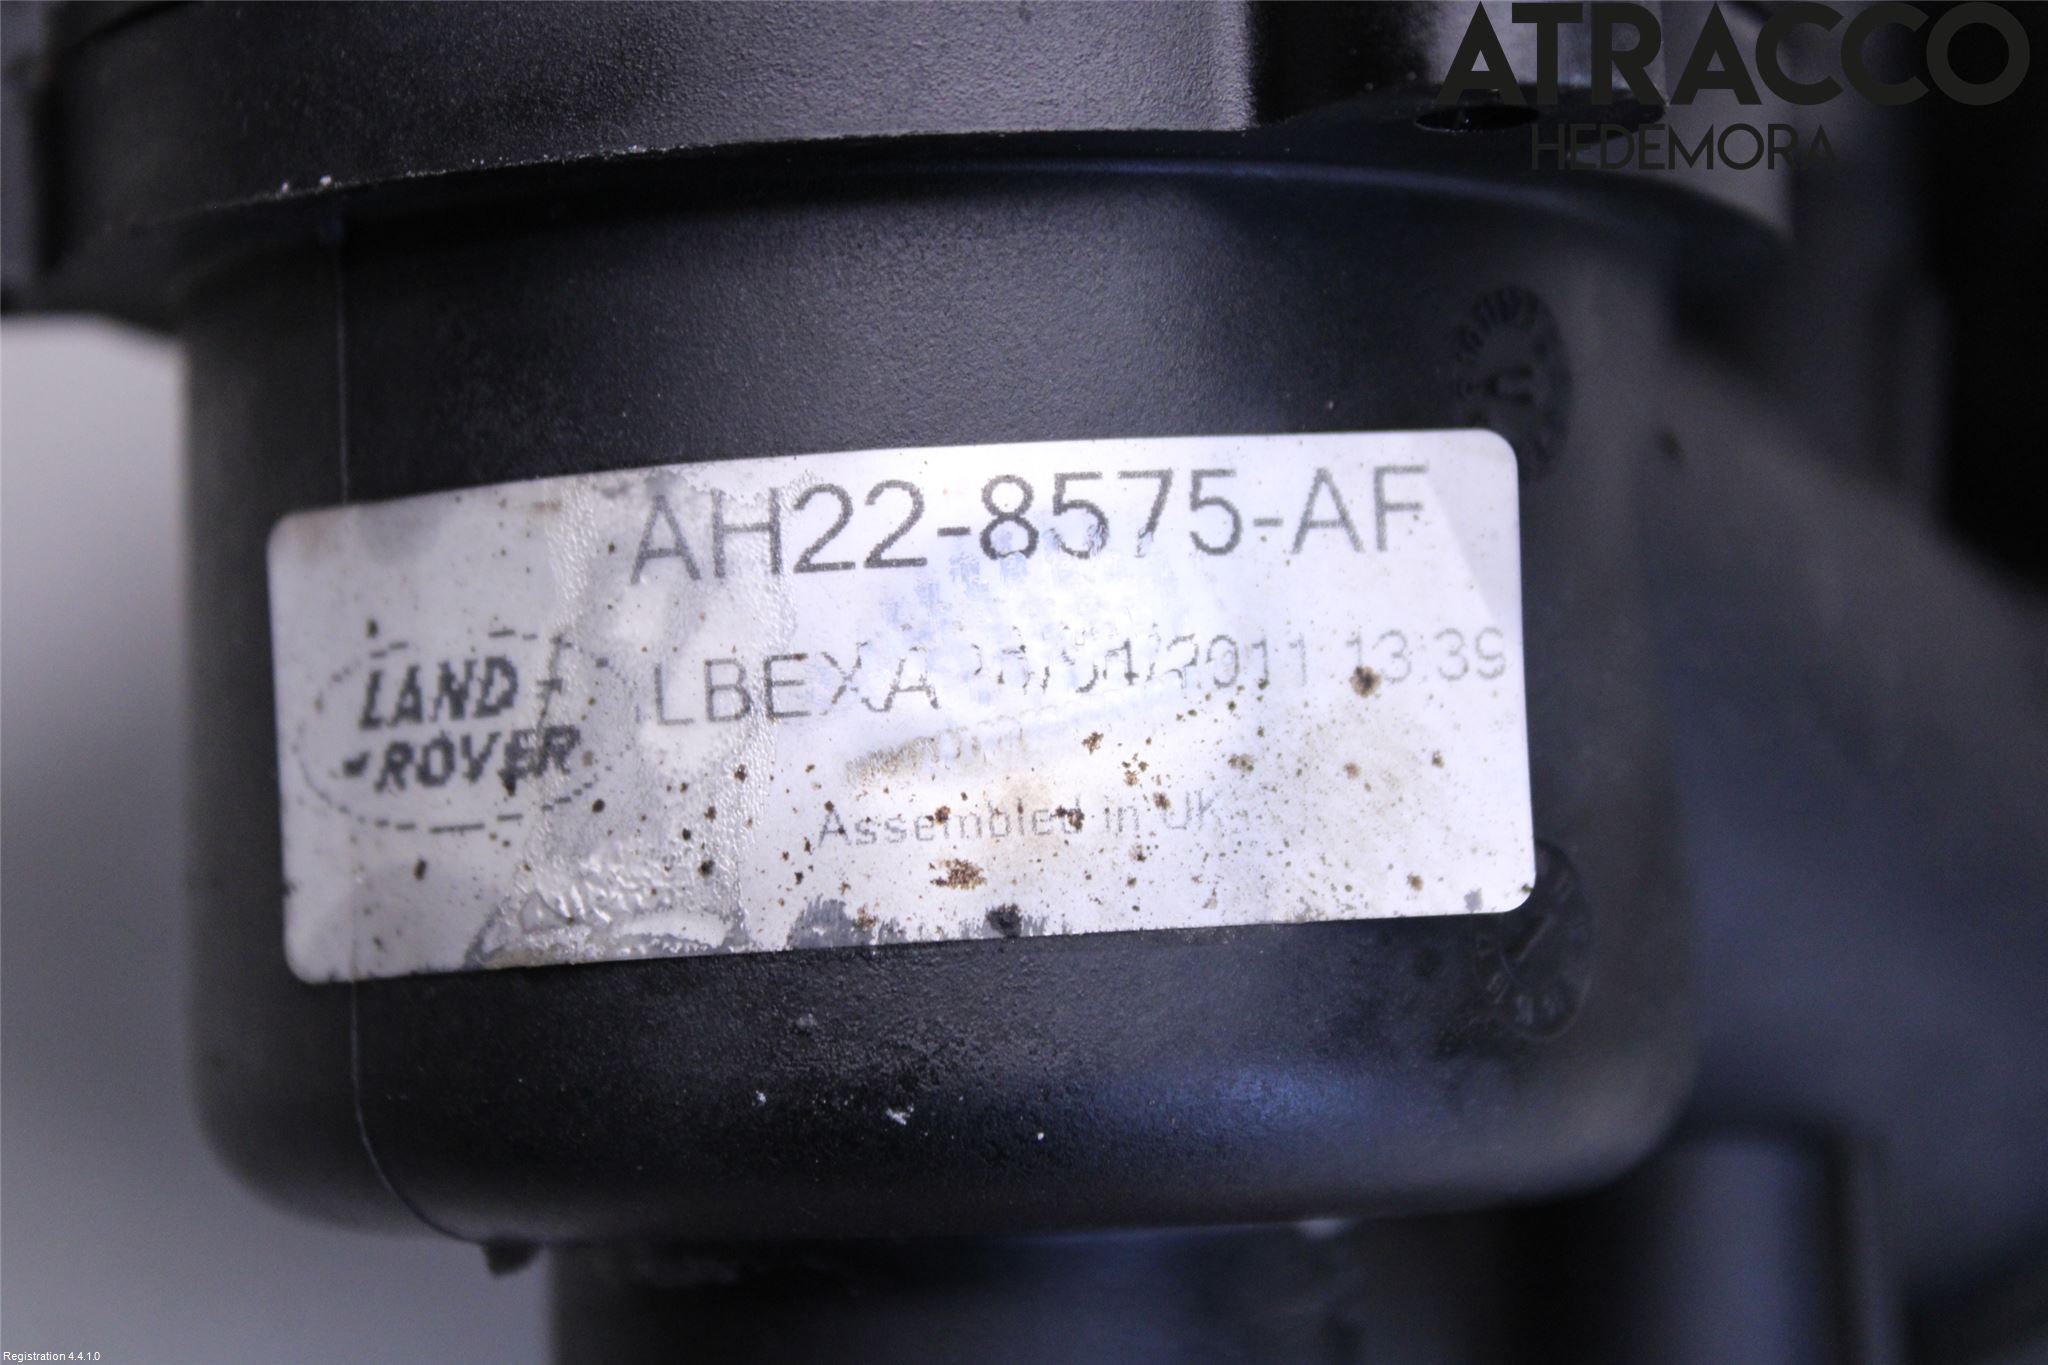 ATRACCO
HEDEMORA
AH22-8575-AF
LAND-
-ROVER
LBEXA /2011 13:39
Assembled in UK
Registration 4.4.1.0